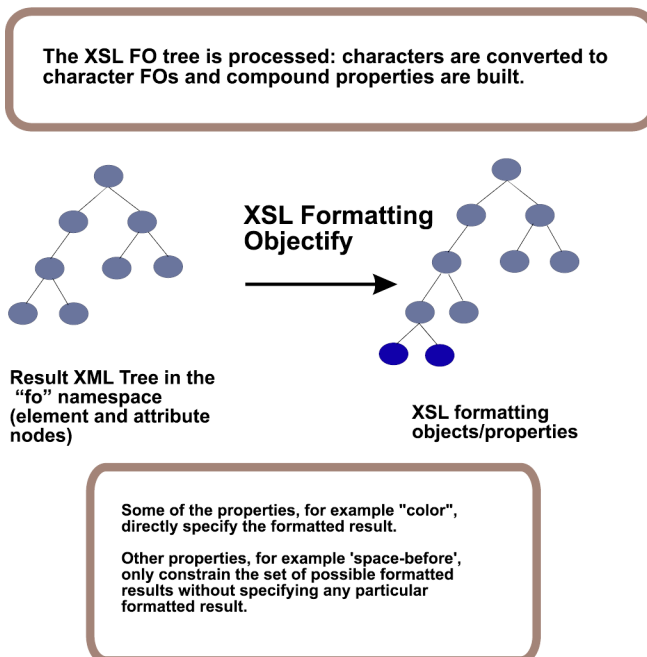 The XSL FO tree is processed: characters are converted to
character FOs and compound properties are built.
XSL Formatting
Objectify
Result XML Tree in the
“fo” namespace
(element and attribute
nodes)
XSL formatting
objects/properties
Some of the properties, for example "color",
directly specify the formatted result.
Other properties, for example 'space-before',
only constrain the set of possible formatted
results without specifying any particular
formatted result.